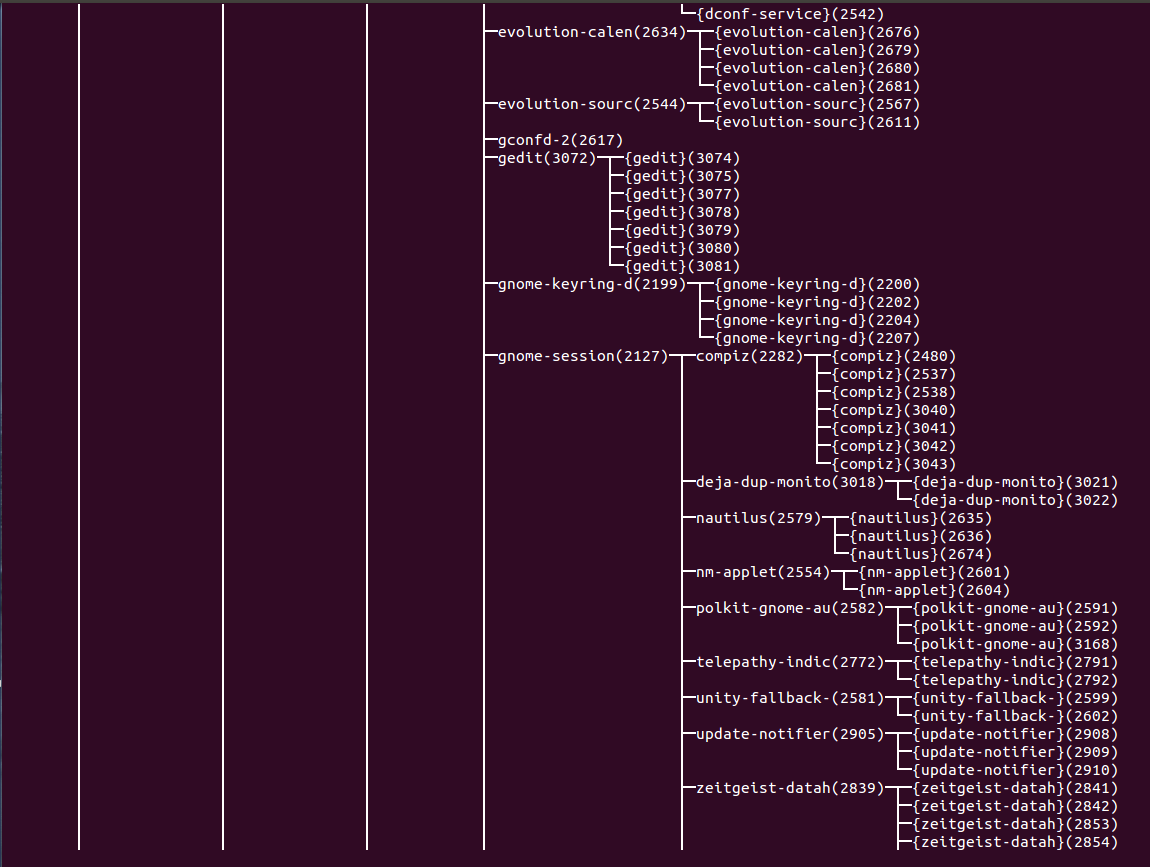 {dconf-service}(2542)
evolution-calen(2634) {evolution-calen}(2676)
{evolution-calen}(2679)
{evolution-calen}(2680)
{evolution-calen}(2681)
evolution-sourc(2544) {evolution-sourc}(2567)
{evolution-sourc}(2611)
gconfd-2(2617)
gedit(3072) {gedit}(3074)
{gedit}(3075)
{gedit}(3077)
{gedit}(3078)
{gedit}(3079)
{gedit}(3080)
{gedit}(3081)
gnome-keyring-d(2199) {gnome-keyring-d}(2200)
{gnome-keyring-d}(2202)
{gnome-keyring-d}(2204)
{gnome-keyring-d}(2207)
gnome-session(2127) compiz(2282) {compiz}(2480)
{compiz}(2537)
{compiz}(2538)
{compiz}(3040)
{compiz}(3041)
{compiz}(3042)
{compiz}(3043)
deja-dup-monito(3018) {deja-dup-monito}(3021)
{deja-dup-monito}(3022)
nautilus(2579) {nautilus}(2635)
{nautilus}(2636)
{nautilus}(2674)
nm-applet(2554) {nm-applet}(2601)
{nm-applet}(2604)
polkit-gnome-au(2582) {polkit-gnome-au}(2591)
{polkit-gnome-au}(2592)
{polkit-gnome-au}(3168)
telepathy-indic(2772) {telepathy-indic}(2791)
{telepathy-indic}(2792)
unity-fallback-(2581) {unity-fallback-}(2599)
{unity-fallback-}(2602)
update-notifier(2905) {update-notifier}(2908)
{update-notifier}(2909)
{update-notifier}(2910)
zeitgeist-datah(2839) {zeitgeist-datah}(2841)
{zeitgeist-datah}(2842)
{zeitgeist-datah}(2853)
{zeitgeist-datah}(2854)